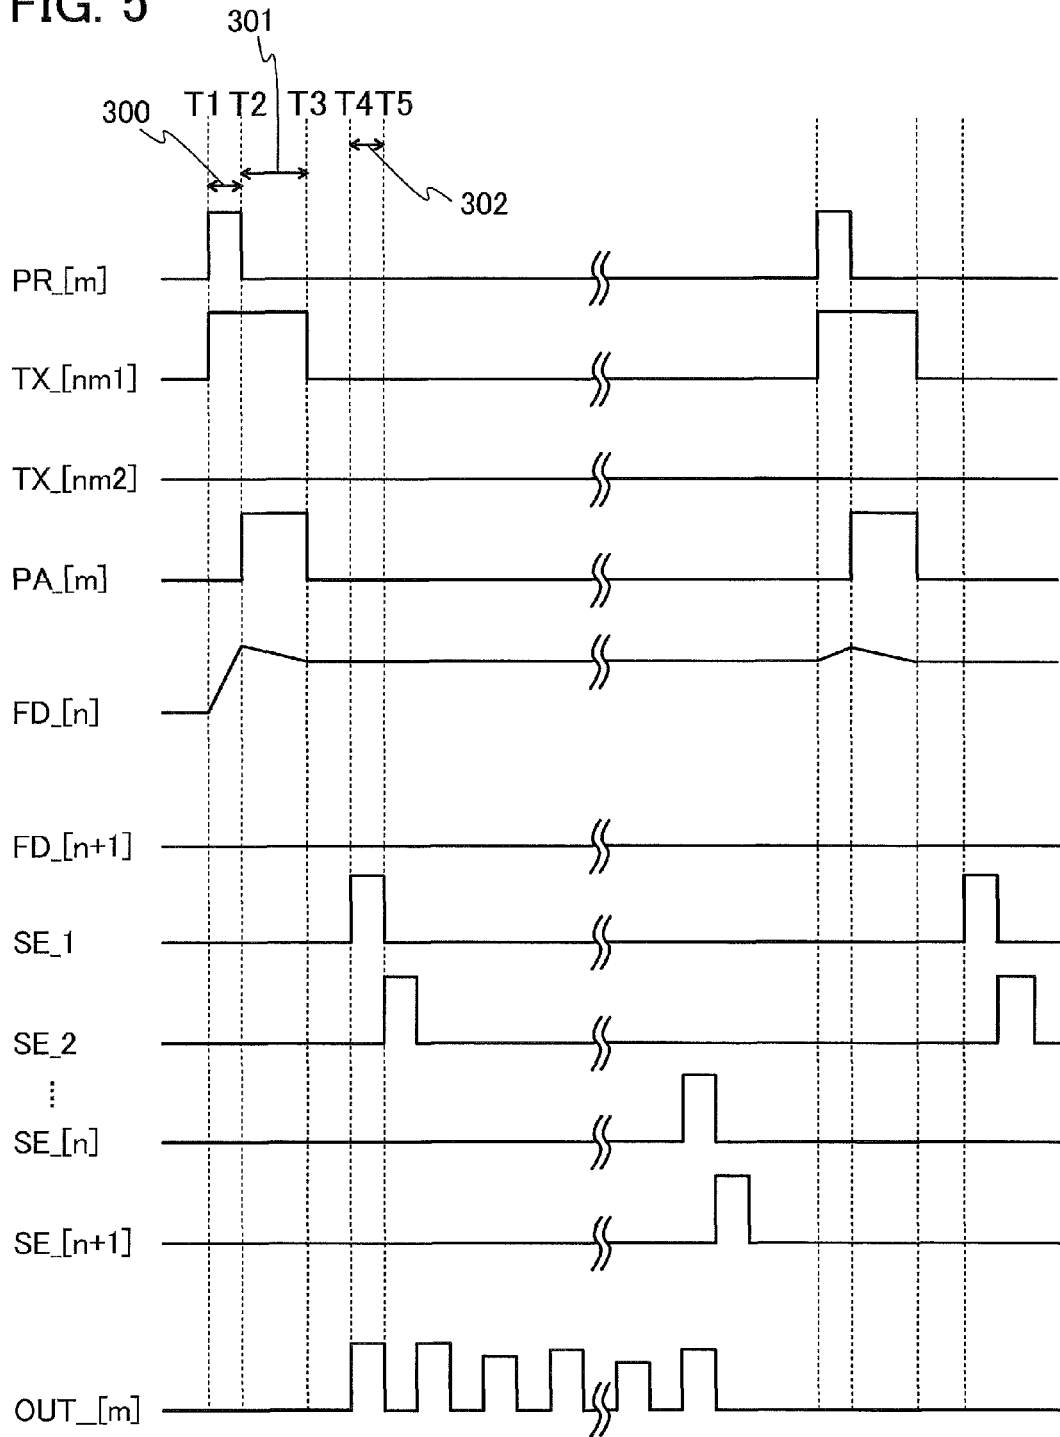 FIG. 5
301
300
T1 T2 T3 T4 T5
302
PR_[m]
TX_[nm1]
TX_[nm2]
PA_[m]
FD_[n]
FD_[n+1]
SE_1
SE_2
SE_[n]
SE_[n+1]
OUT_[m]